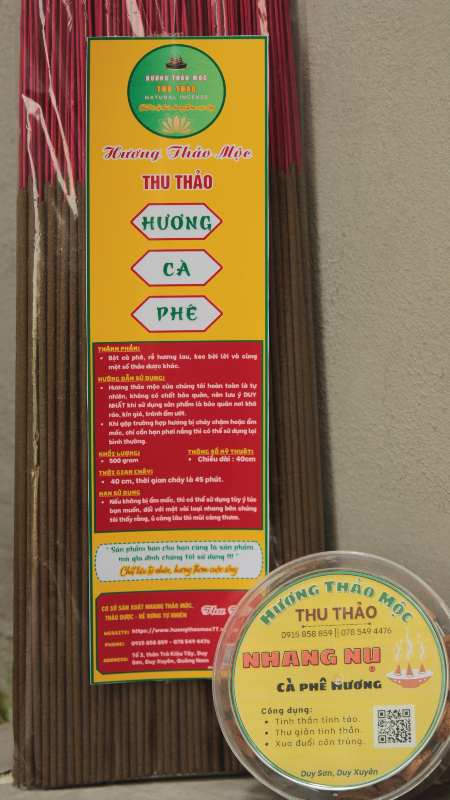 HƯƠNG THẢO MỘC
THU THẢO
NATURAL INCENSE
Hương Thảo Mộc
THU THẢO
HƯƠNG
CÀ
PHÊ
THÀNH PHẦN:
• Bột cà phê, rễ hương lau, keo bời lời và cùng
một số thảo dược khác.
HƯỚNG DẪN SỬ DỤNG:
• Hương thảo mộc của chúng tôi hoàn toàn là tự
nhiên, không có chất bảo quản, nên lưu ý DUY
NHẤT khi sử dụng sản phẩm là bảo quản nơi khô
ráo, kín gió, tránh ẩm ướt.
• Khi gặp trường hợp hương bị cháy chậm hoặc ẩm
mốc, chỉ cần bạn phơi nắng thì có thể sử dụng lại
bình thường.
KHỐI LƯỢNG:
• 500 gram
THÔNG SỐ KỸ THUẬT:
• Chiều dài : 40cm
THỜI GIAN CHÁY:
• 40 cm, thời gian cháy là 45 phút.
HẠN SỬ DỤNG
• Nếu không bị ẩm mốc, thì có thể sử dụng tùy ý lúc
bạn muốn, đối với một vài loại nhang bên chúng
tôi thấy rằng, ủ càng lâu thì mùi càng thơm.
" Sản phẩm bán cho bạn cũng là sản phẩm
mà gia đình chúng tôi sử dụng !!! "
Chất liệu tự nhiên, hương thơm cuộc sống
CƠ SỞ SẢN XUẤT NHANG THẢO MỘC,
THẢO DƯỢC - RỄ RỪNG TỰ NHIÊN
Thu
WEBSITE: https://www.huongthaomocTT.c
PHONE: 0915 858 859 - 078 549 4476
ADDRESS: Tổ 2, thôn Trà Kiệu Tây, Duy
Sơn, Duy Xuyên, Quảng Nam
Hương Thảo Mộc
THU THẢO
0915 858 859 || 078 549 4476
NHANG NỤ
CÀ PHÊ HƯƠNG
Công dụng:
• Tinh thần tỉnh táo.
• Thư giãn tinh thần.
• Xua đuổi côn trùng.
Duy Sơn, Duy Xuyên